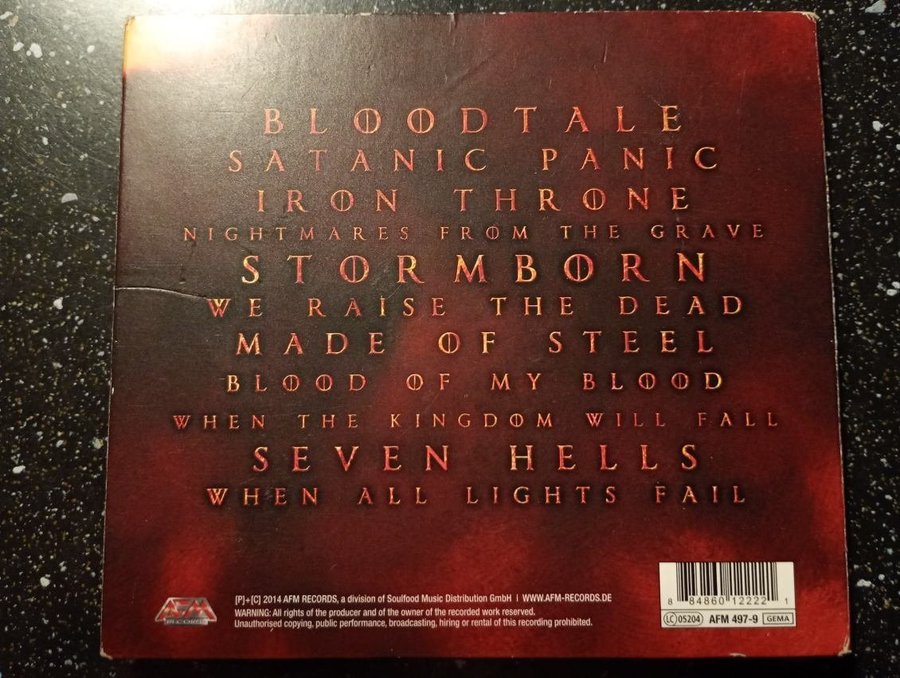 BLOODTALE
SATANIC PANIC
IRON THRONE
NIGHTMARES FROM THE GRAVE
STORMBORN
WE RAISE THE DEAD
MADE OF STEEL
BLOOD OF MY BLOOD
WHEN THE KINGDOM WILL FALL
SEVEN HELLS
WHEN ALL LIGHTS FAIL
AFM
RECORDS
[P]+[C] 2014 AFM RECORDS, a division of Soulfood Music Distribution GmbH | WWW.AFM-RECORDS.DE
WARNING: All rights of the producer and of the owner of the recorded work reserved.
Unauthorised copying, public performance, broadcasting, hiring or rental of this recording prohibited.
8 84860 12222 1
LC 05204 AFM 497-9 GEMA